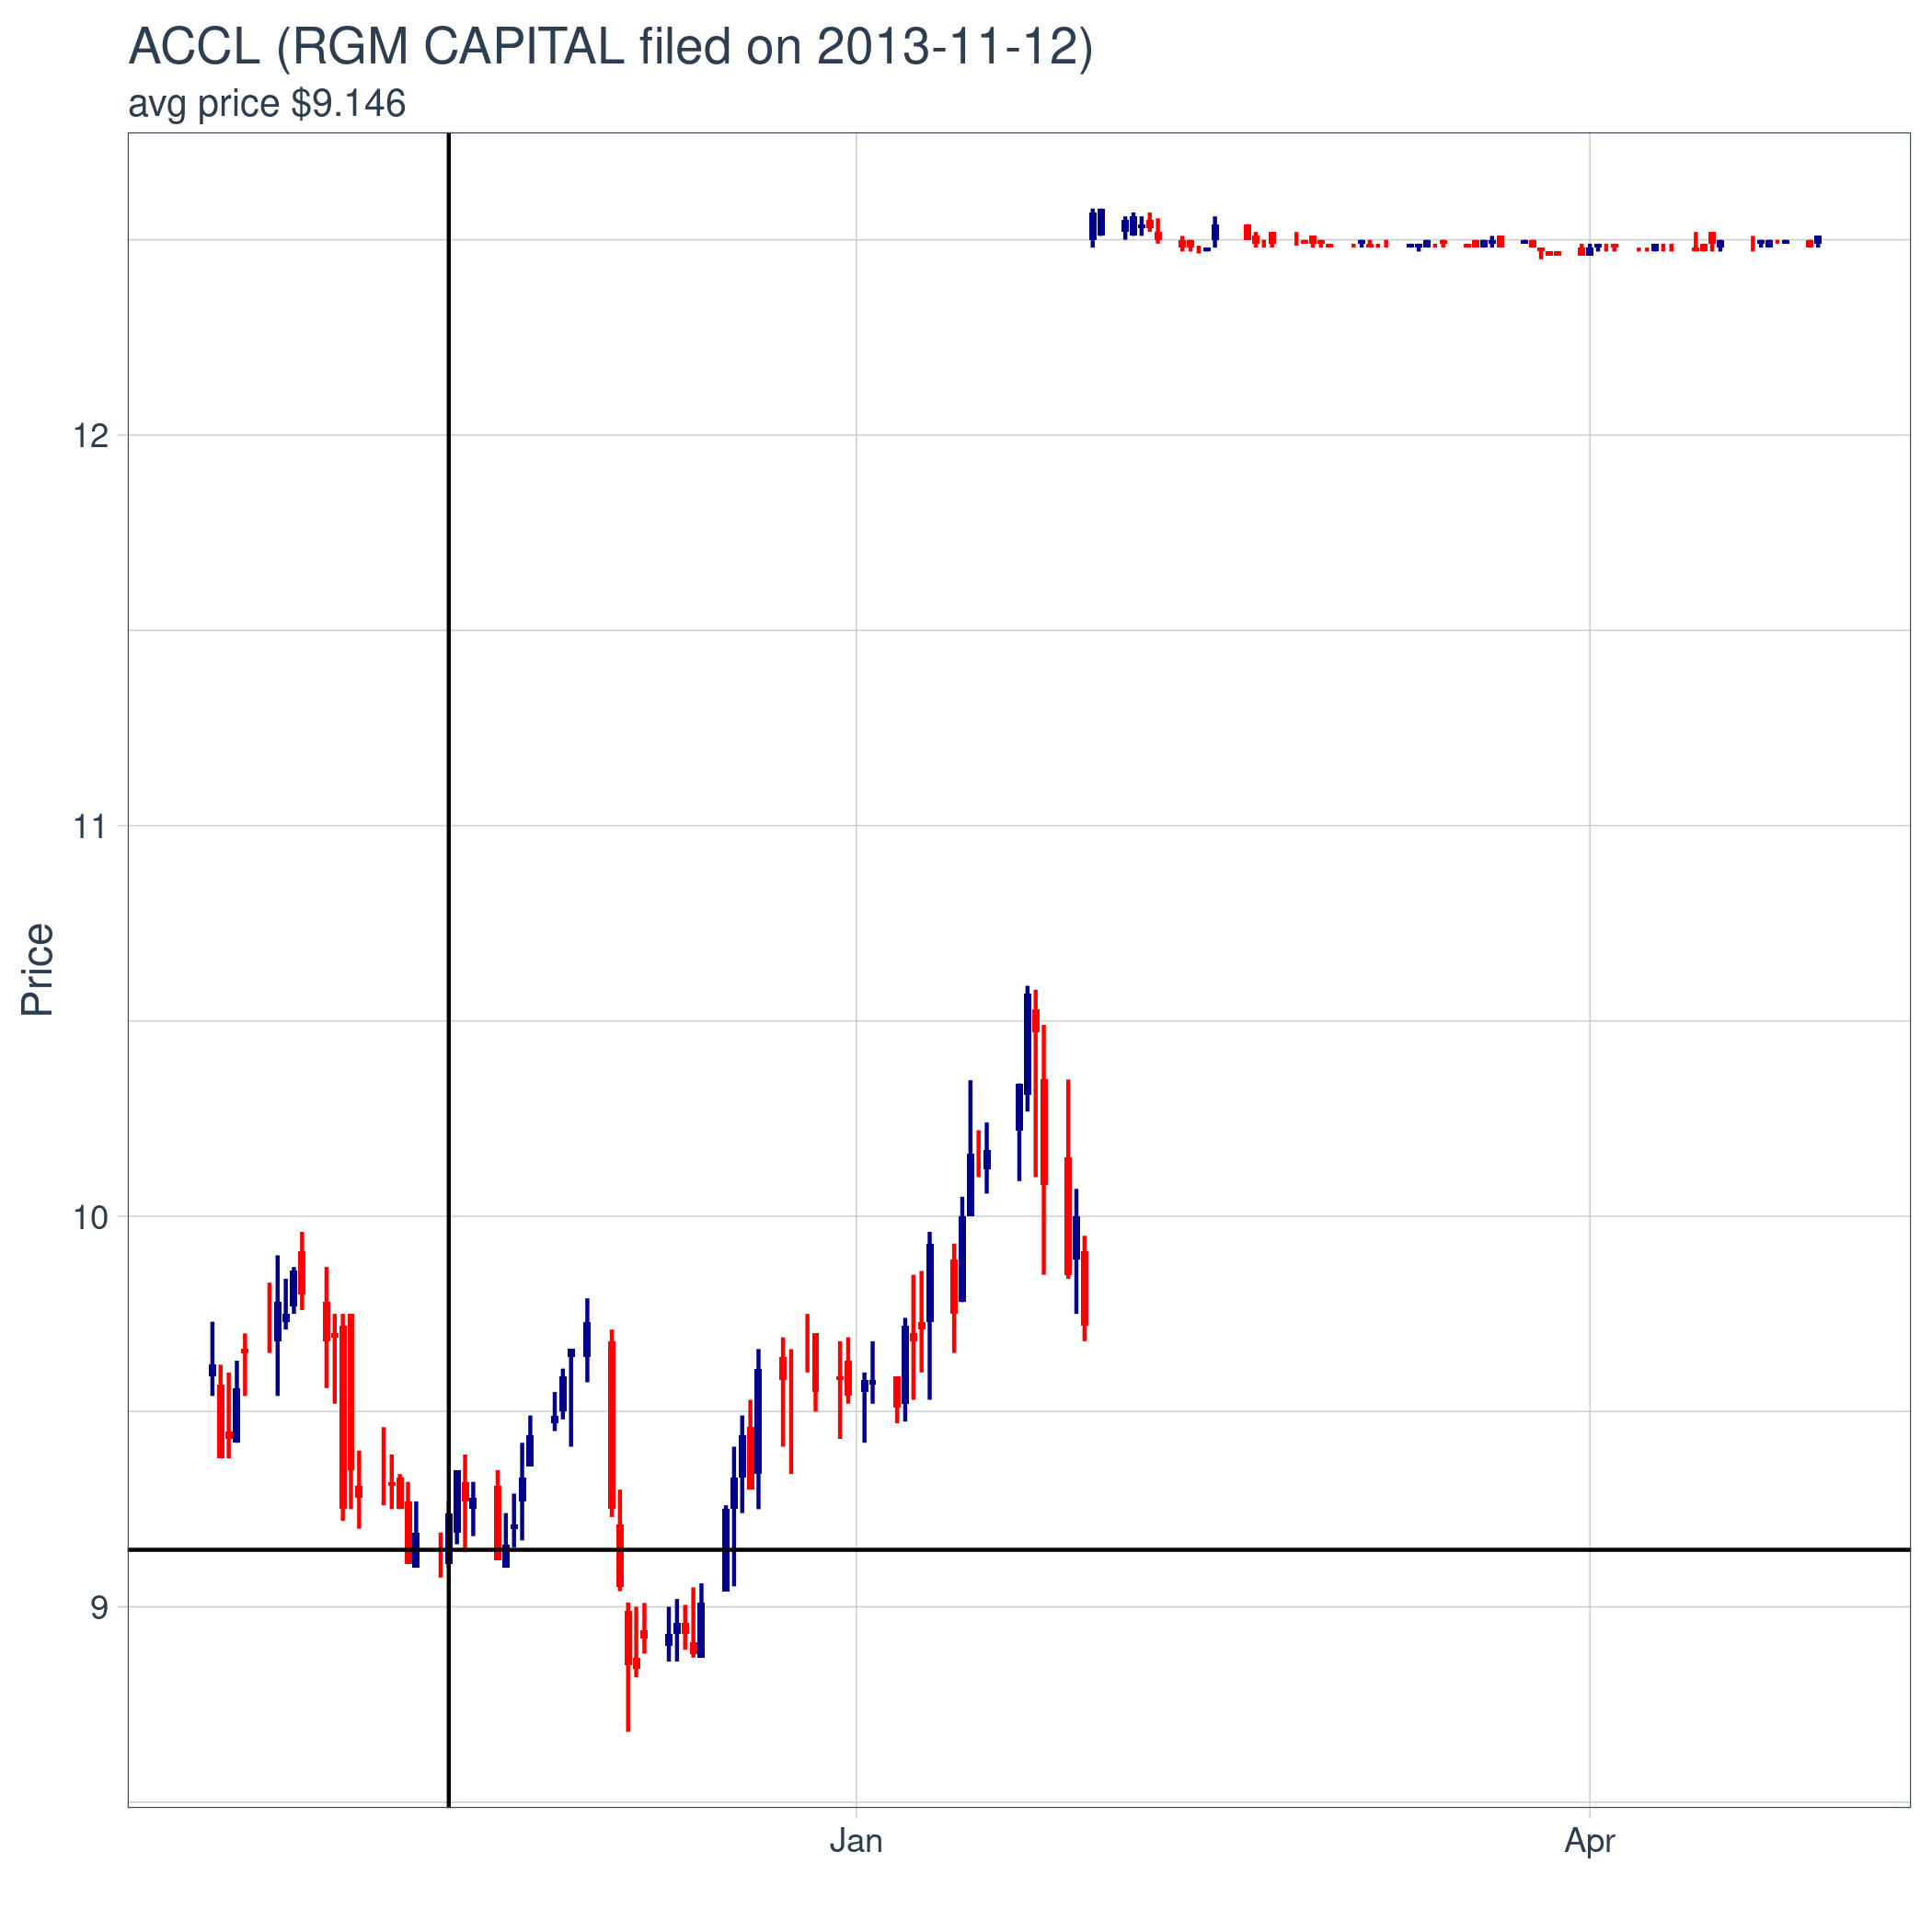 ACCL (RGM CAPITAL filed on 2013-11-12)
avg price $9.146
12
11
Price
10
9
Jan Apr